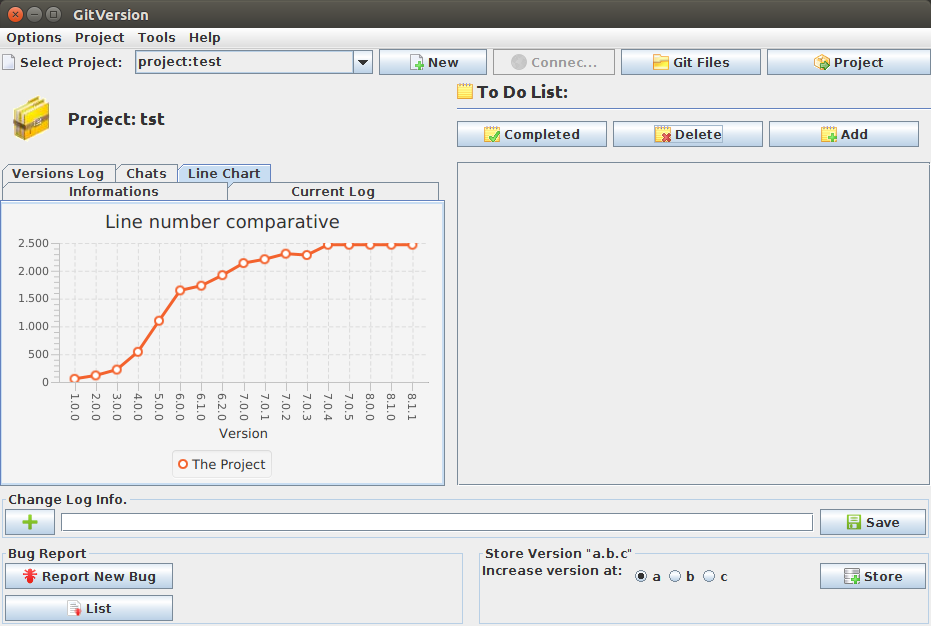 GitVersion
Options Project Tools Help
Select Project: project:test New Connec... Git Files Project
Project: tst
To Do List:
Completed Delete Add
Versions Log Chats Line Chart
Informations Current Log
Line number comparative
2.500
2.000
1.500
1.000
500
0
1.0.0 2.0.0 3.0.0 4.0.0 5.0.0 6.0.0 6.1.0 6.2.0 7.0.0 7.0.1 7.0.2 7.0.3 7.0.4 7.0.5 8.0.0 8.1.0 8.1.1
Version
The Project
Change Log Info.
Save
Bug Report
Report New Bug
List
Store Version "a.b.c"
Increase version at: a b c Store